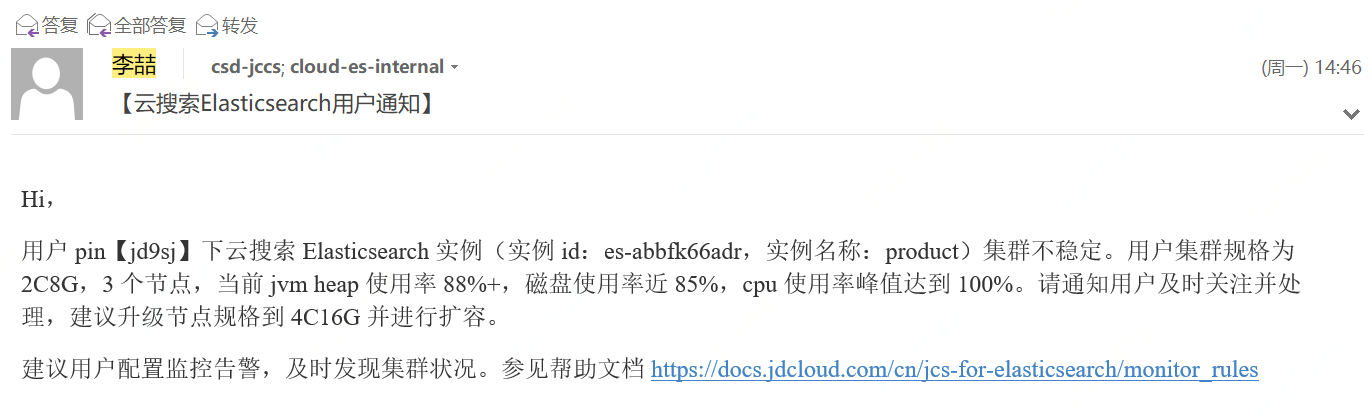 答复 全部答复 转发
李喆 csd-jccs; cloud-es-internal (周一) 14:46
【云搜索Elasticsearch用户通知】
Hi，
用户 pin【jd9sj】下云搜索 Elasticsearch 实例（实例 id：es-abbfk66adr，实例名称：product）集群不稳定。用户集群规格为
2C8G，3 个节点，当前 jvm heap 使用率 88%+，磁盘使用率近 85%，cpu 使用率峰值达到 100%。请通知用户及时关注并处
理，建议升级节点规格到 4C16G 并进行扩容。
建议用户配置监控告警，及时发现集群状况。参见帮助文档 https://docs.jdcloud.com/cn/jcs-for-elasticsearch/monitor_rules